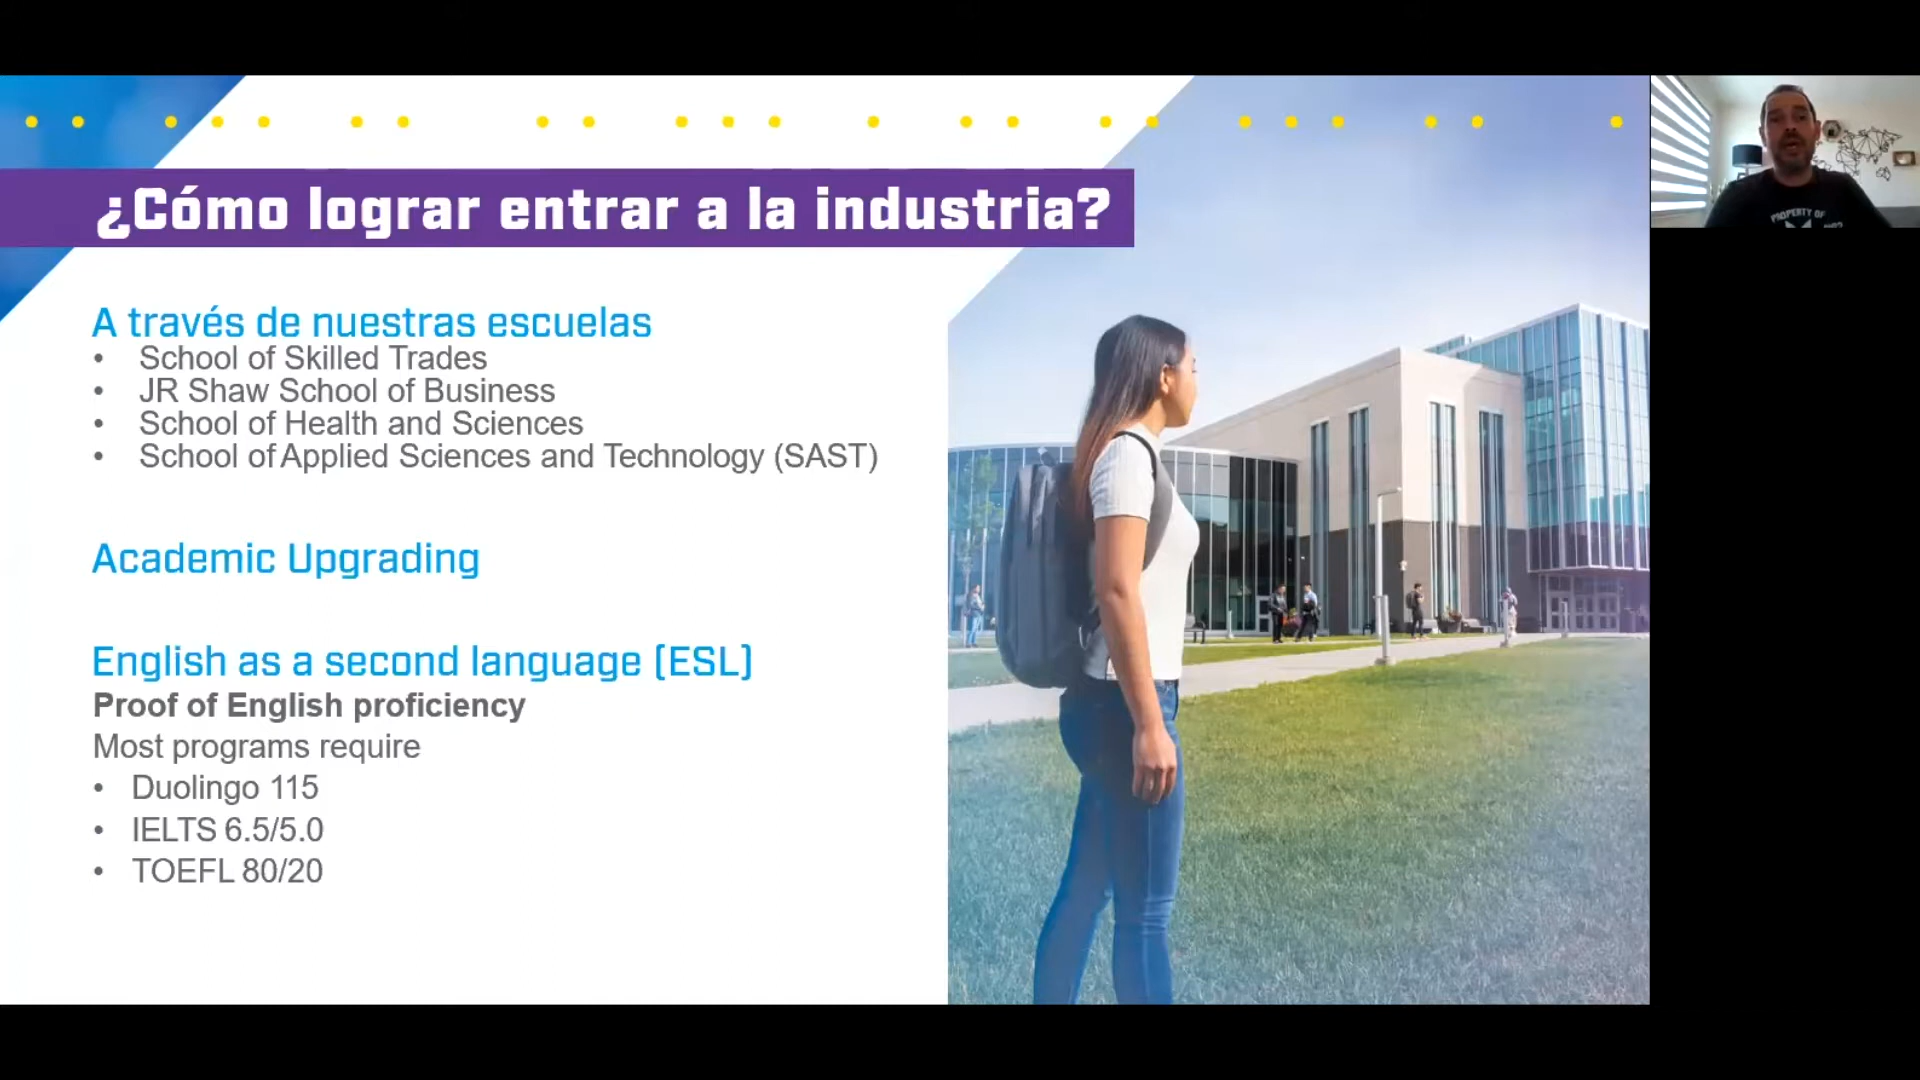 ¿Cómo lograr entrar a la industria?
A través de nuestras escuelas
• School of Skilled Trades
• JR Shaw School of Business
• School of Health and Sciences
• School of Applied Sciences and Technology (SAST)
Academic Upgrading
English as a second language (ESL)
Proof of English proficiency
Most programs require
• Duolingo 115
• IELTS 6.5/5.0
• TOEFL 80/20
PROPERTY OF